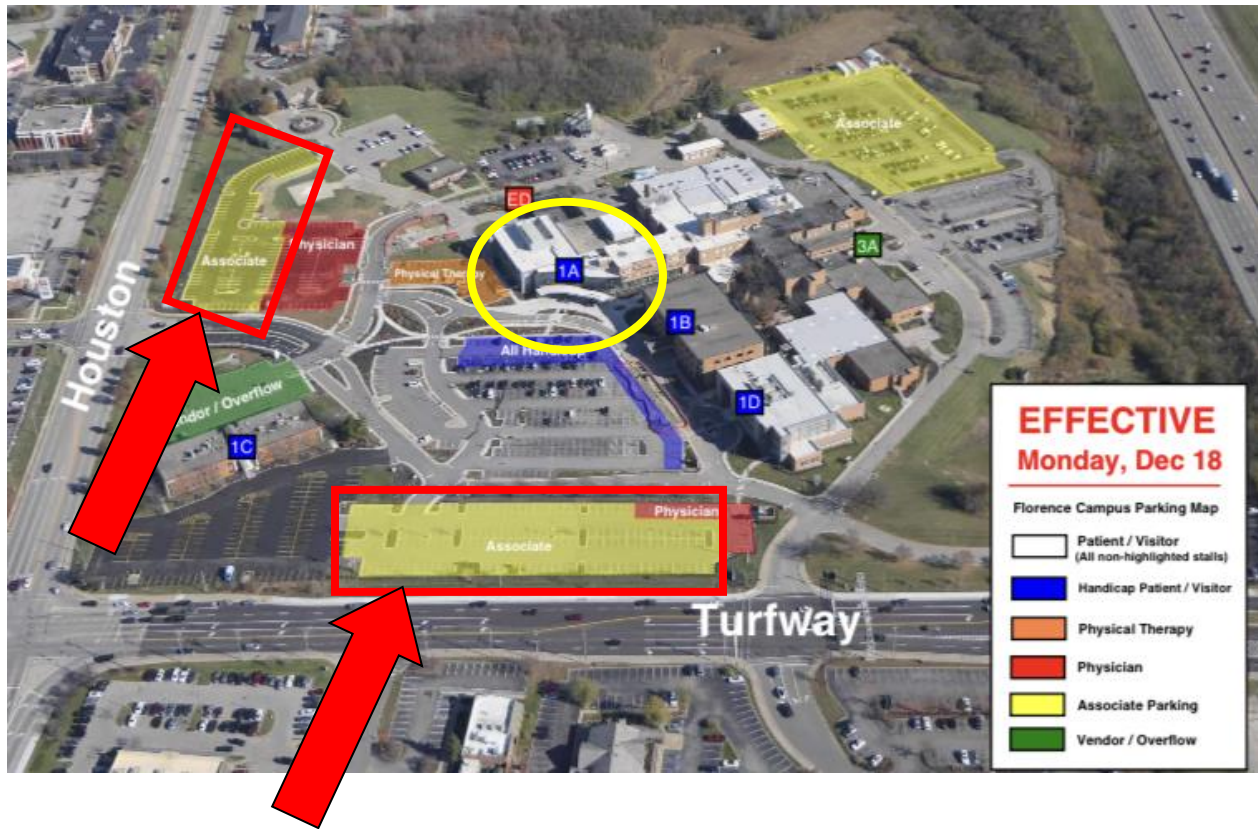 Associate
ED
Physician
3A
Associate
Physical Therapy
1A
Houston
1B
All Handicap
Vendor / Overflow
1D
1C
Physician
Associate
Turfway
EFFECTIVE
Monday, Dec 18
Florence Campus Parking Map
Patient / Visitor
(All non-highlighted stalls)
Handicap Patient / Visitor
Physical Therapy
Physician
Associate Parking
Vendor / Overflow